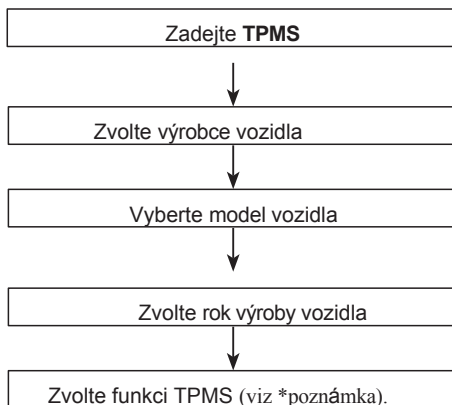 Zadejte TPMS
Zvolte výrobce vozidla
Vyberte model vozidla
Zvolte rok výroby vozidla
Zvolte funkci TPMS (viz *poznámka).